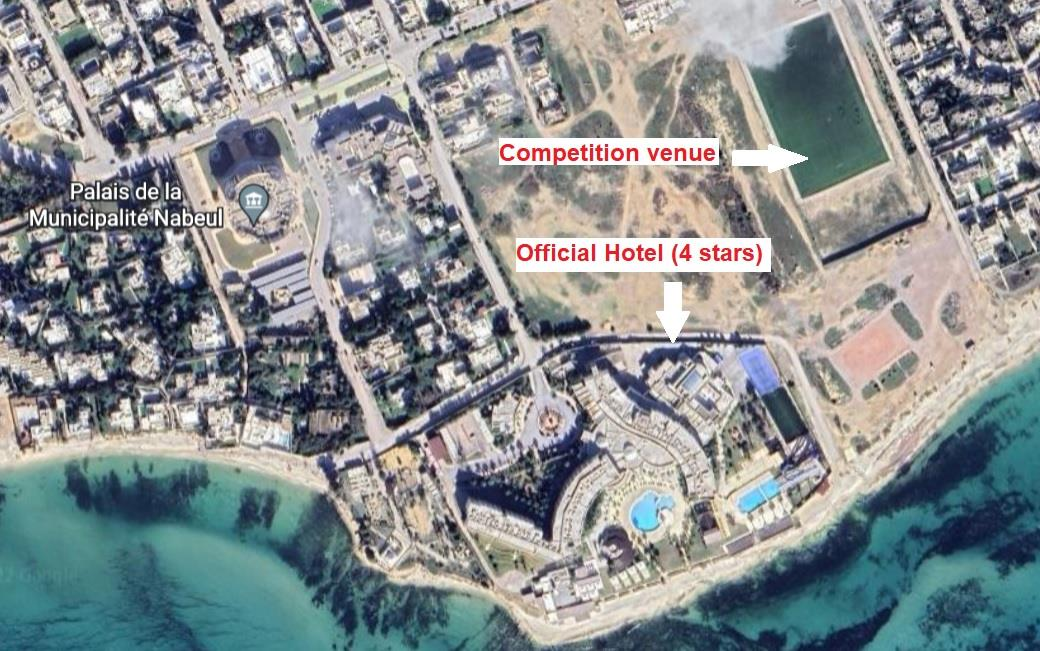 Competition venue
Palais de la
Municipalité Nabeul
Official Hotel (4 stars)